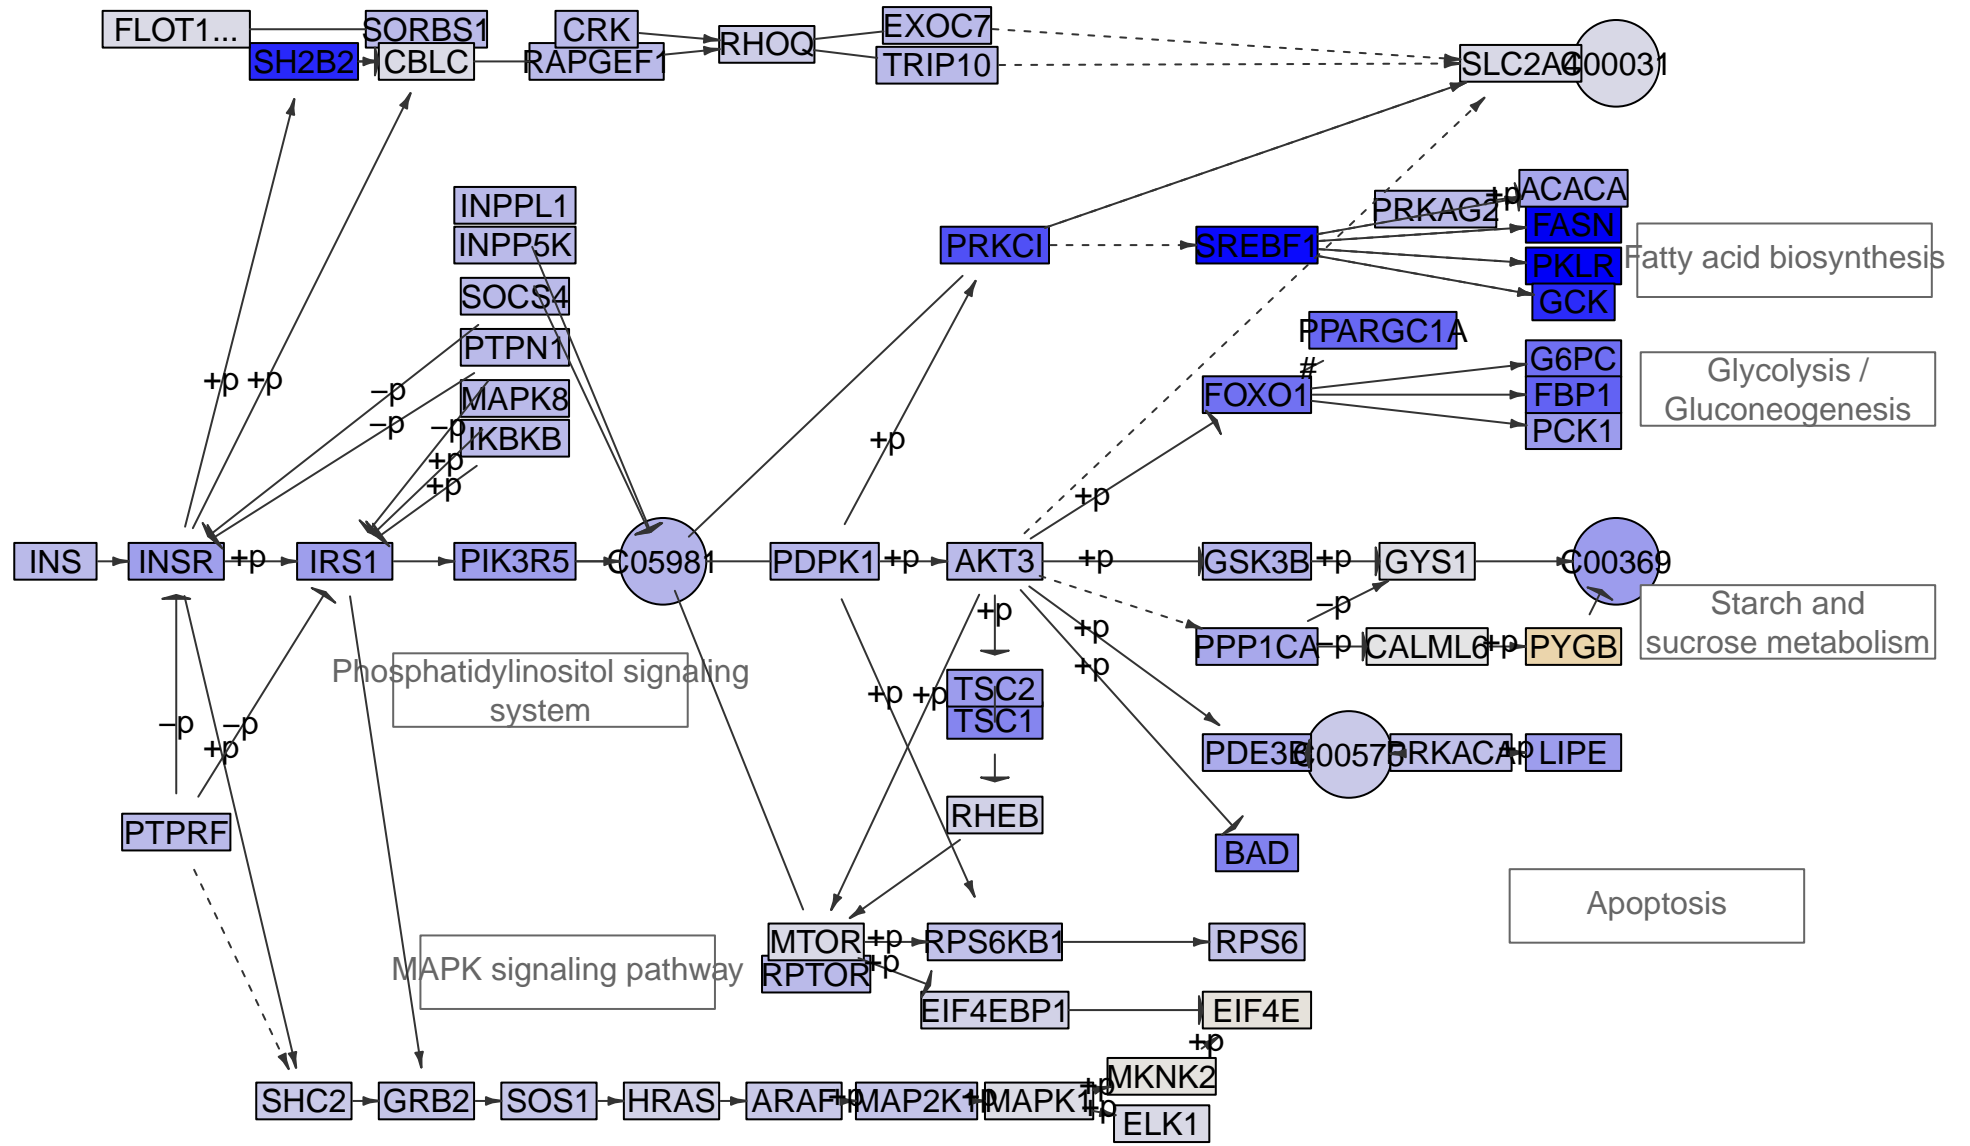 FLOT1...
SORBS1
SH2B2
CBLC
CRK
RAPGEF1
RHOQ
EXOC7
TRIP10
SLC2A4
C00031
INPPL1
INPP5K
SOCS4
PTPN1
MAPK8
IKBKB
PRKCI
SREBF1
PRKAG2
+p
ACACA
FASN
PKLR
GCK
Fatty acid biosynthesis
PPARGC1A
#
FOXO1
G6PC
FBP1
PCK1
Glycolysis /
Gluconeogenesis
+p
+p
−p
−p
−p
+p
+p
+p
+p
INS
INSR
+p
IRS1
PIK3R5
C05981
PDPK1
+p
AKT3
+p
GSK3B
+p
GYS1
C00369
−p
+p
+p
+p
PPP1CA
−p
CALML6
+p
PYGB
Starch and
sucrose metabolism
Phosphatidylinositol signaling
system
−p
−p
+p
+p
+p
TSC2
TSC1
PDE3B
C00575
PRKACA
+p
LIPE
PTPRF
RHEB
BAD
Apoptosis
MAPK signaling pathway
MTOR
RPTOR
+p
+p
RPS6KB1
RPS6
EIF4EBP1
EIF4E
+p
SHC2
GRB2
SOS1
HRAS
ARAF
+p
MAP2K1
+p
MAPK1
+p
+p
MKNK2
ELK1